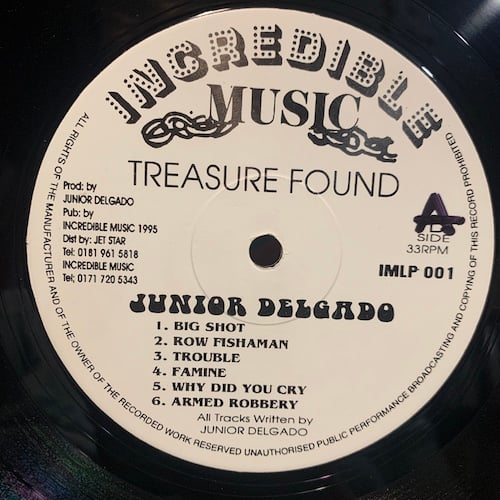 INCREDIBLE
MUSIC
TREASURE FOUND
Prod: by
JUNIOR DELGADO
Pub: by
INCREDIBLE MUSIC 1995
Dist by: JET STAR
Tel: 0181 961 5818
INCREDIBLE MUSIC
Tel; 0171 720 5343
A
SIDE
33RPM
IMLP 001
JUNIOR DELGADO
1. BIG SHOT
2. ROW FISHAMAN
3. TROUBLE
4. FAMINE
5. WHY DID YOU CRY
6. ARMED ROBBERY
All Tracks Written by
JUNIOR DELGADO
ALL RIGHTS OF THE MANUFACTURER AND OF THE OWNER OF THE RECORDED WORK RESERVED UNAUTHORISED PUBLIC PERFORMANCE BROADCASTING AND COPYING OF THIS RECORD PROHIBITED